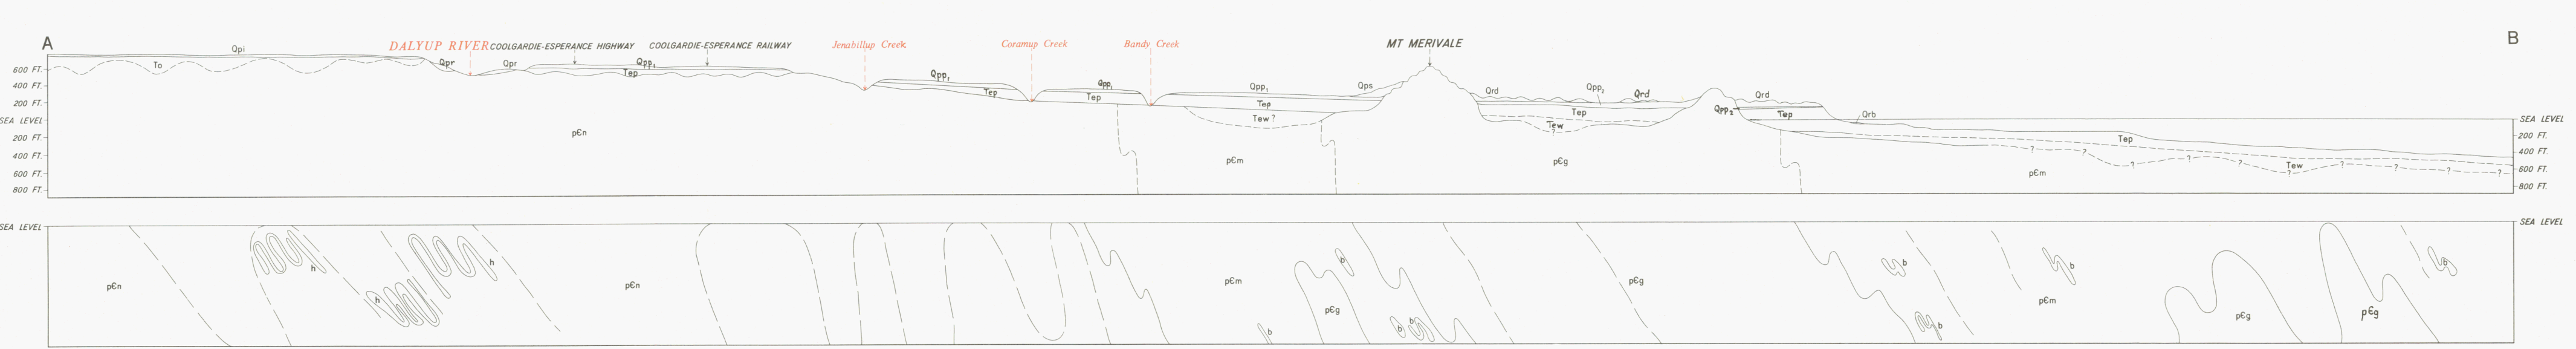 A
B
DALYUP RIVER
COOLGARDIE-ESPERANCE HIGHWAY
COOLGARDIE-ESPERANCE RAILWAY
Jenabillup Creek
Coramup Creek
Bandy Creek
MT MERIVALE
Qpi
To
Qpr
Qpr
Qpp₁
Tep
Qpp₁
Tep
Qpp₁
Tep
Qpp₁
Tep
Tew ?
Qps
Qrd
Qpp₂
Qrd
Tep
Tew
?
Qrd
Qpp₂
Tep
Qrb
600 FT.
400 FT.
200 FT.
SEA LEVEL
200 FT.
400 FT.
600 FT.
800 FT.
SEA LEVEL
200 FT.
400 FT.
600 FT.
800 FT.
pЄn
pЄm
pЄg
pЄm
Tep
Tew
? ? ? ? ? ? ? ? ? ?
SEA LEVEL
SEA LEVEL
pЄn
h
h
h
pЄn
pЄm
b
b
pЄg
b
b
pЄg
b
b
pЄm
b
pЄg
pЄg
b